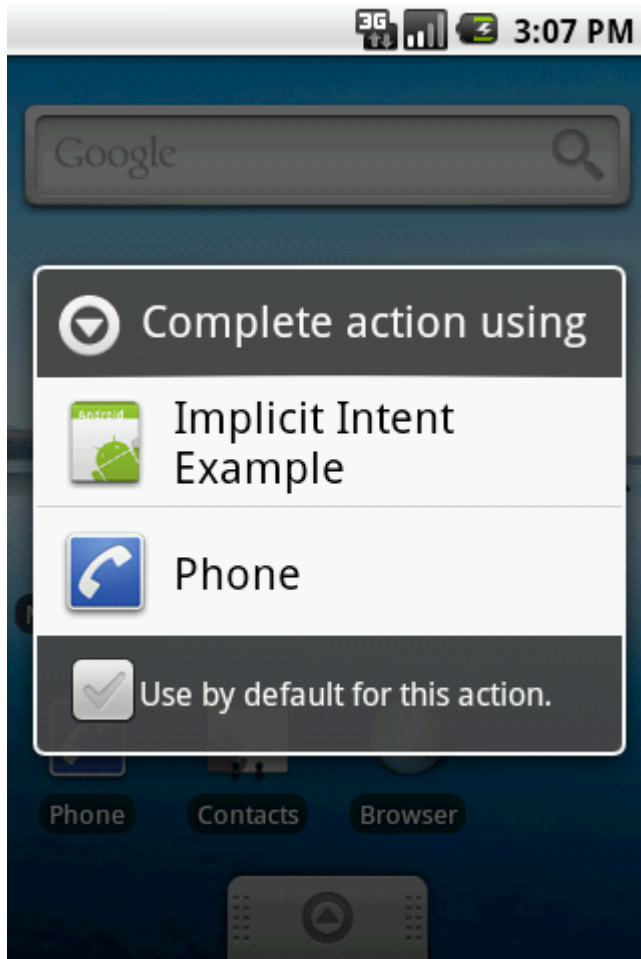 3G 3:07 PM
Google
Complete action using
Android
Implicit Intent
Example
Phone
Use by default for this action.
Phone Contacts Browser